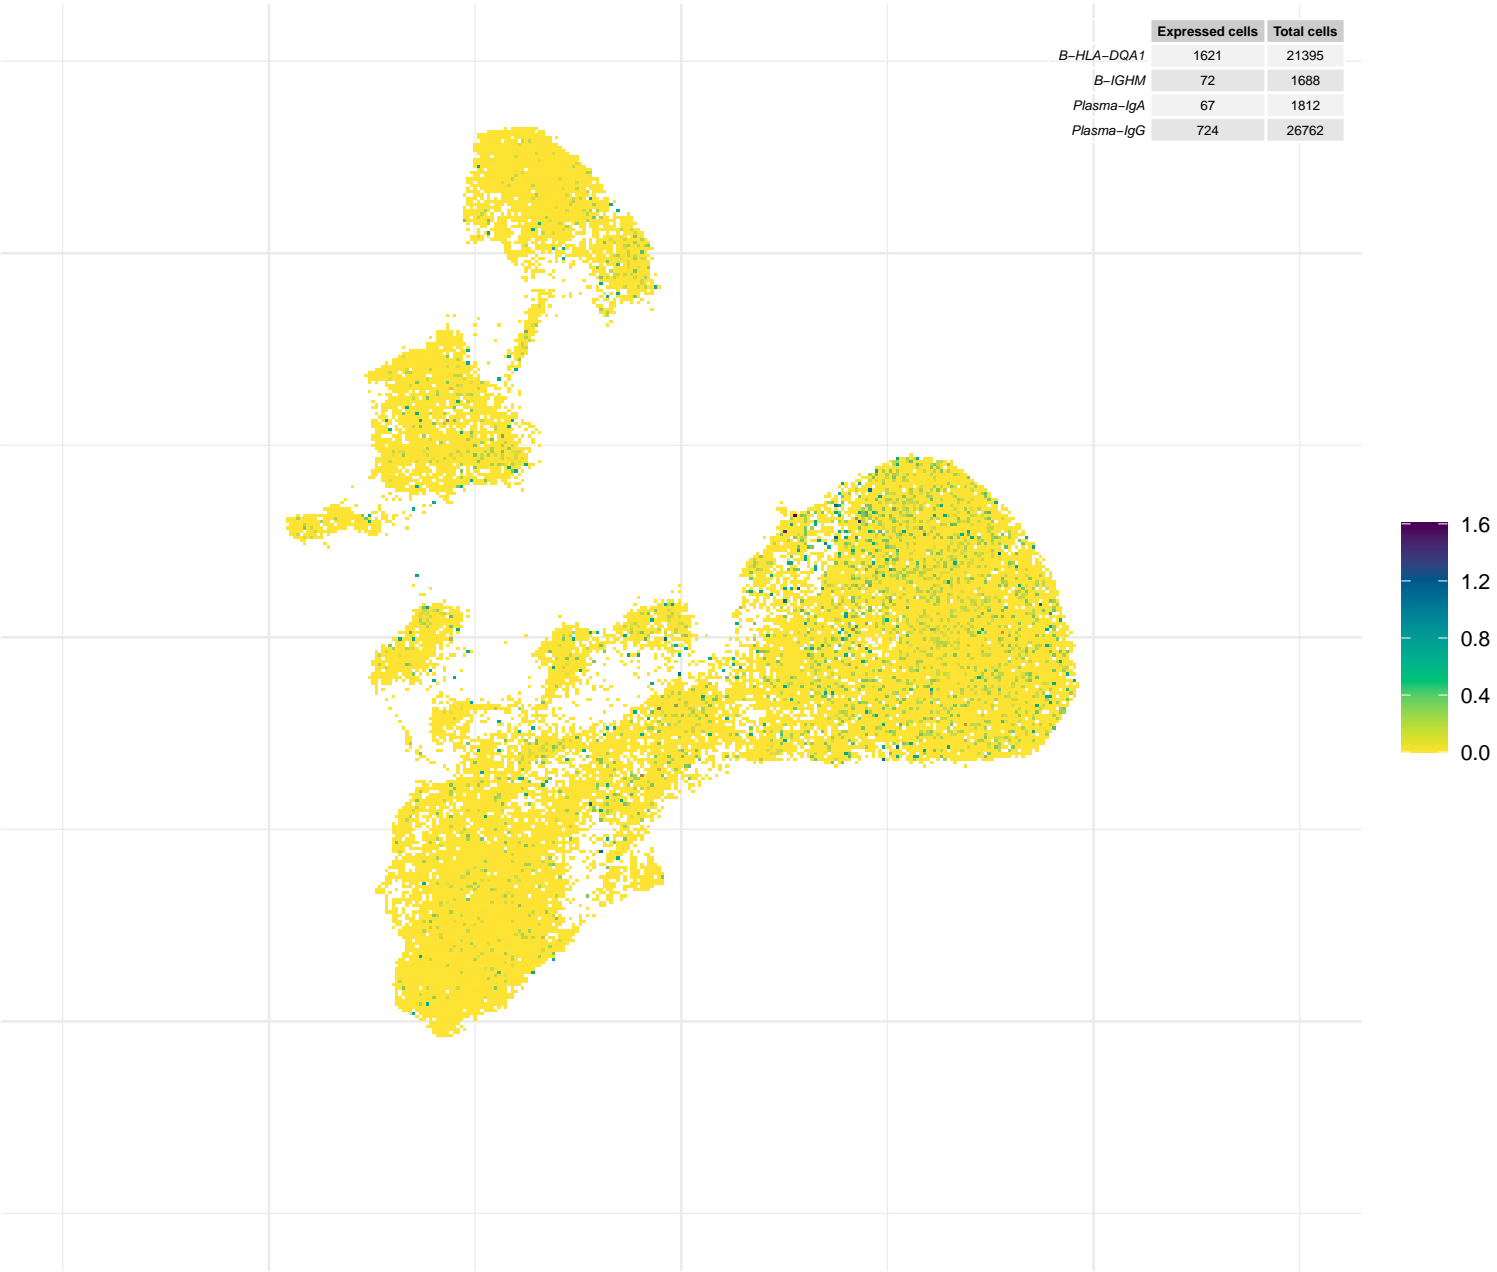 Expressed cells Total cells
B−HLA−DQA1 1621 21395
B−IGHM 72 1688
Plasma−IgA 67 1812
Plasma−IgG 724 26762
1.6
1.2
0.8
0.4
0.0